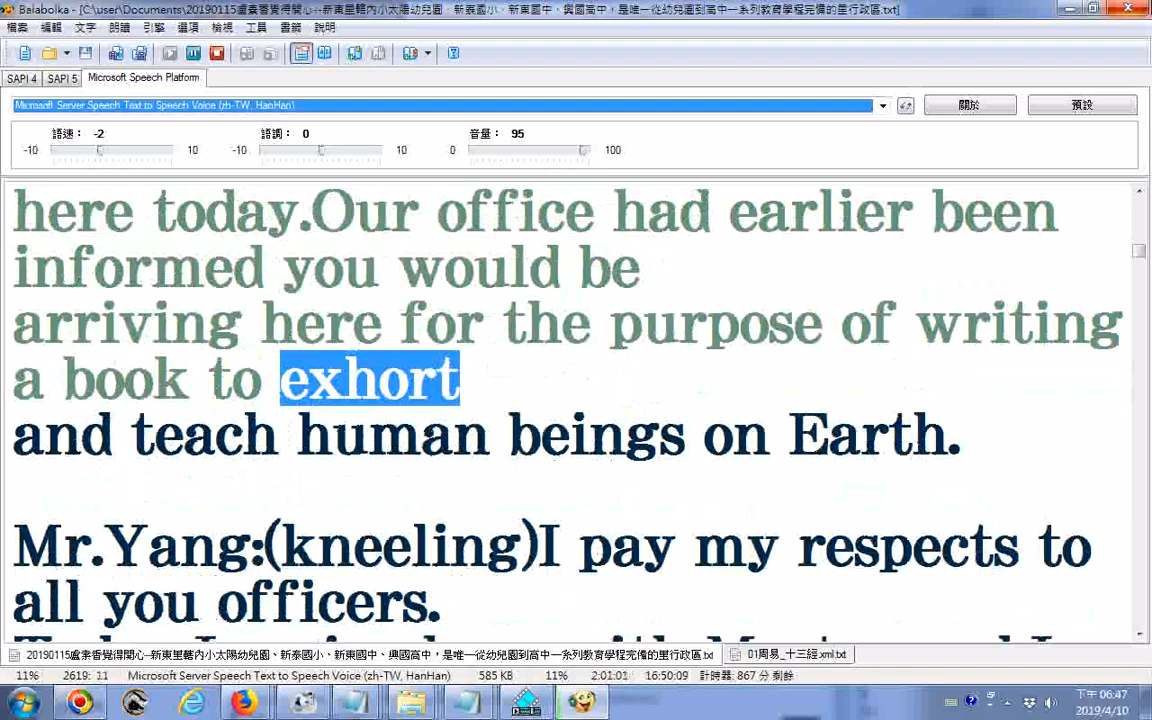 Balabolka - [C:\user\Documents\20190115盧彖香覺得開心--新東里轄內小太陽幼兒園、新泰國小、新東國中、興國高中，是唯一從幼兒園到高中一系列教育學程完備的里行政區.txt]
檔案 編輯 文字 朗讀 引擎 選項 檢視 工具 書籤 說明
SAPI 4 SAPI 5 Microsoft Speech Platform
Microsoft Server Speech Text to Speech Voice (zh-TW, HanHan) 關於 預設
語速： -2 語調： 0 音量： 95
-10 10 -10 10 0 100
here today.Our office had earlier been
informed you would be
arriving here for the purpose of writing
a book to exhort
and teach human beings on Earth.
Mr.Yang:(kneeling)I pay my respects to
all you officers.
20190115盧彖香覺得開心--新東里轄內小太陽幼兒園、新泰國小、新東國中、興國高中，是唯一從幼兒園到高中一系列教育學程完備的里行政區.txt 01周易_十三經.xml.txt
11% 2619: 11 Microsoft Server Speech Text to Speech Voice (zh-TW, HanHan) 585 KB 11% 2:01:01 16:50:09 計時器: 867 分 剩餘
下午 06:47
2019/4/10